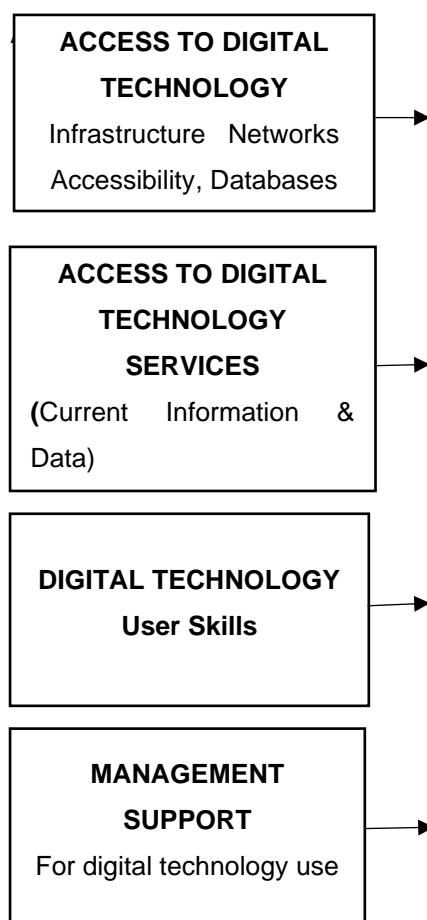 ACCESS TO DIGITAL
TECHNOLOGY
Infrastructure Networks
Accessibility, Databases
ACCESS TO DIGITAL
TECHNOLOGY
SERVICES
(Current Information &
Data)
DIGITAL TECHNOLOGY
User Skills
MANAGEMENT
SUPPORT
For digital technology use